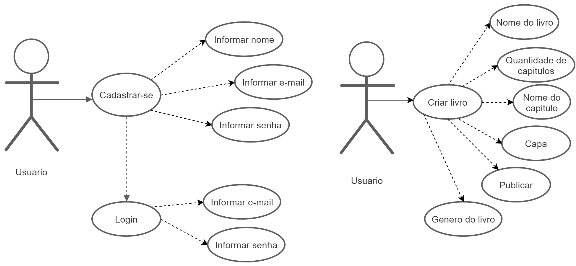 Informar nome
Cadastrar-se
Informar e-mail
Informar senha
Usuario
Login
Informar e-mail
Informar senha
Nome do livro
Quantidade de
capitulos
Criar livro
Nome do
capitulo
Capa
Usuario
Publicar
Genero do livro